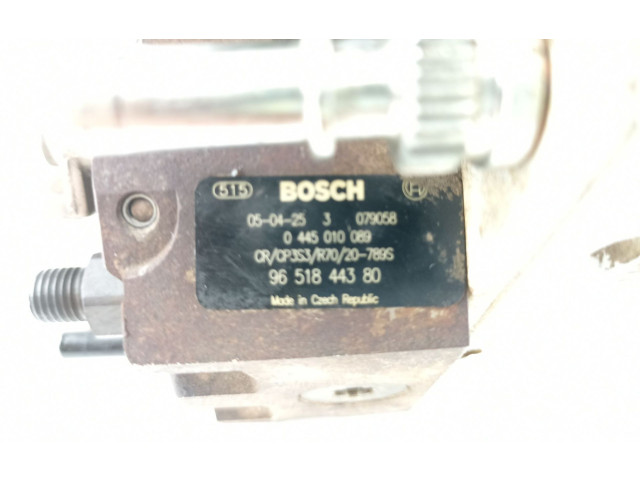 515 BOSCH
05-04-25 3 079058
0 445 010 089
CR/CP3S3/R70/20-789S
96 518 443 80
Made in Czech Republic